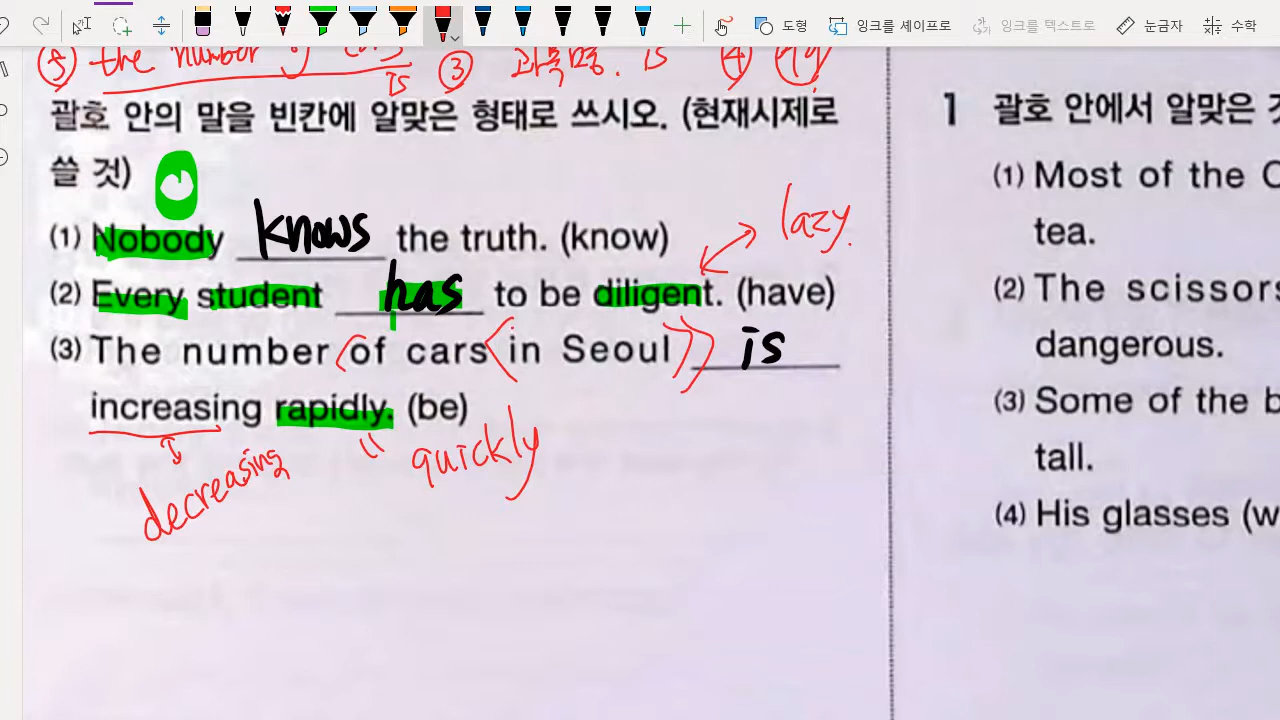 도형 잉크를 셰이프로 잉크를 텍스트로 눈금자 수학
⑤ the number of cars is ③ 과목명. is ④
괄호 안의 말을 빈칸에 알맞은 형태로 쓰시오. (현재시제로
쓸 것)
lazy.
(1) Nobody knows the truth. (know)
(2) Every student has to be diligent. (have)
(3) The number of cars in Seoul is
increasing rapidly. (be)
decreasing quickly
1 괄호 안에서 알맞은
(1) Most of the
tea.
(2) The scissors
dangerous.
(3) Some of the
tall.
(4) His glasses